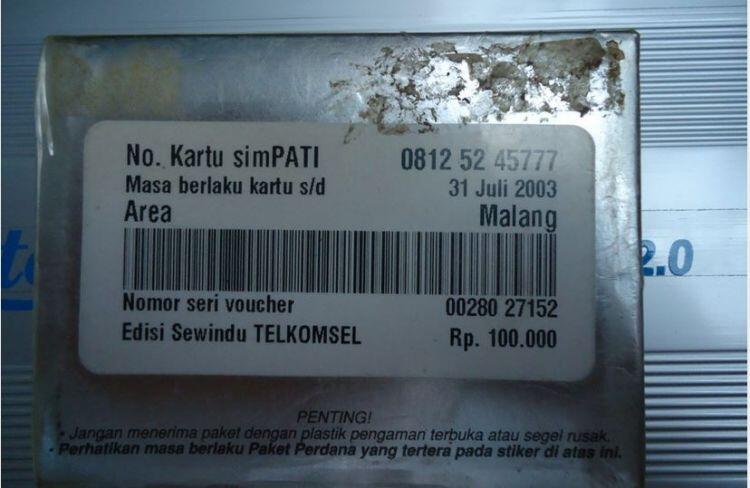 No. Kartu simPATI 0812 52 45777
Masa berlaku kartu s/d 31 Juli 2003
Area Malang
2.0
Nomor seri voucher 00280 27152
Edisi Sewindu TELKOMSEL Rp. 100.000
PENTING!
- Jangan menerima paket dengan plastik pengaman terbuka atau segel rusak.
- Perhatikan masa berlaku Paket Perdana yang tertera pada stiker di atas ini.